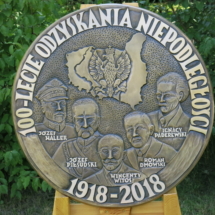 100-LECIE ODZYSKANIA NIEPODLEGŁOŚCI
JÓZEF
HALLER
IGNACY
PADEREWSKI
JÓZEF
PIŁSUDSKI
ROMAN
DMOWSKI
WINCENTY
WITOS
1918-2018